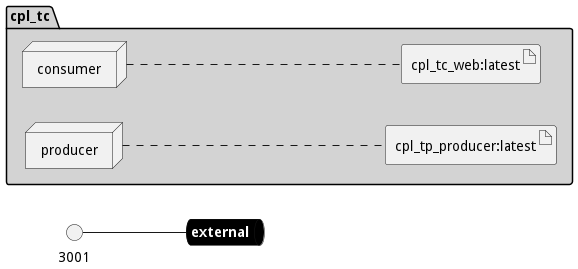 cpl_tc
consumer
cpl_tc_web:latest
producer
cpl_tp_producer:latest
external
3001